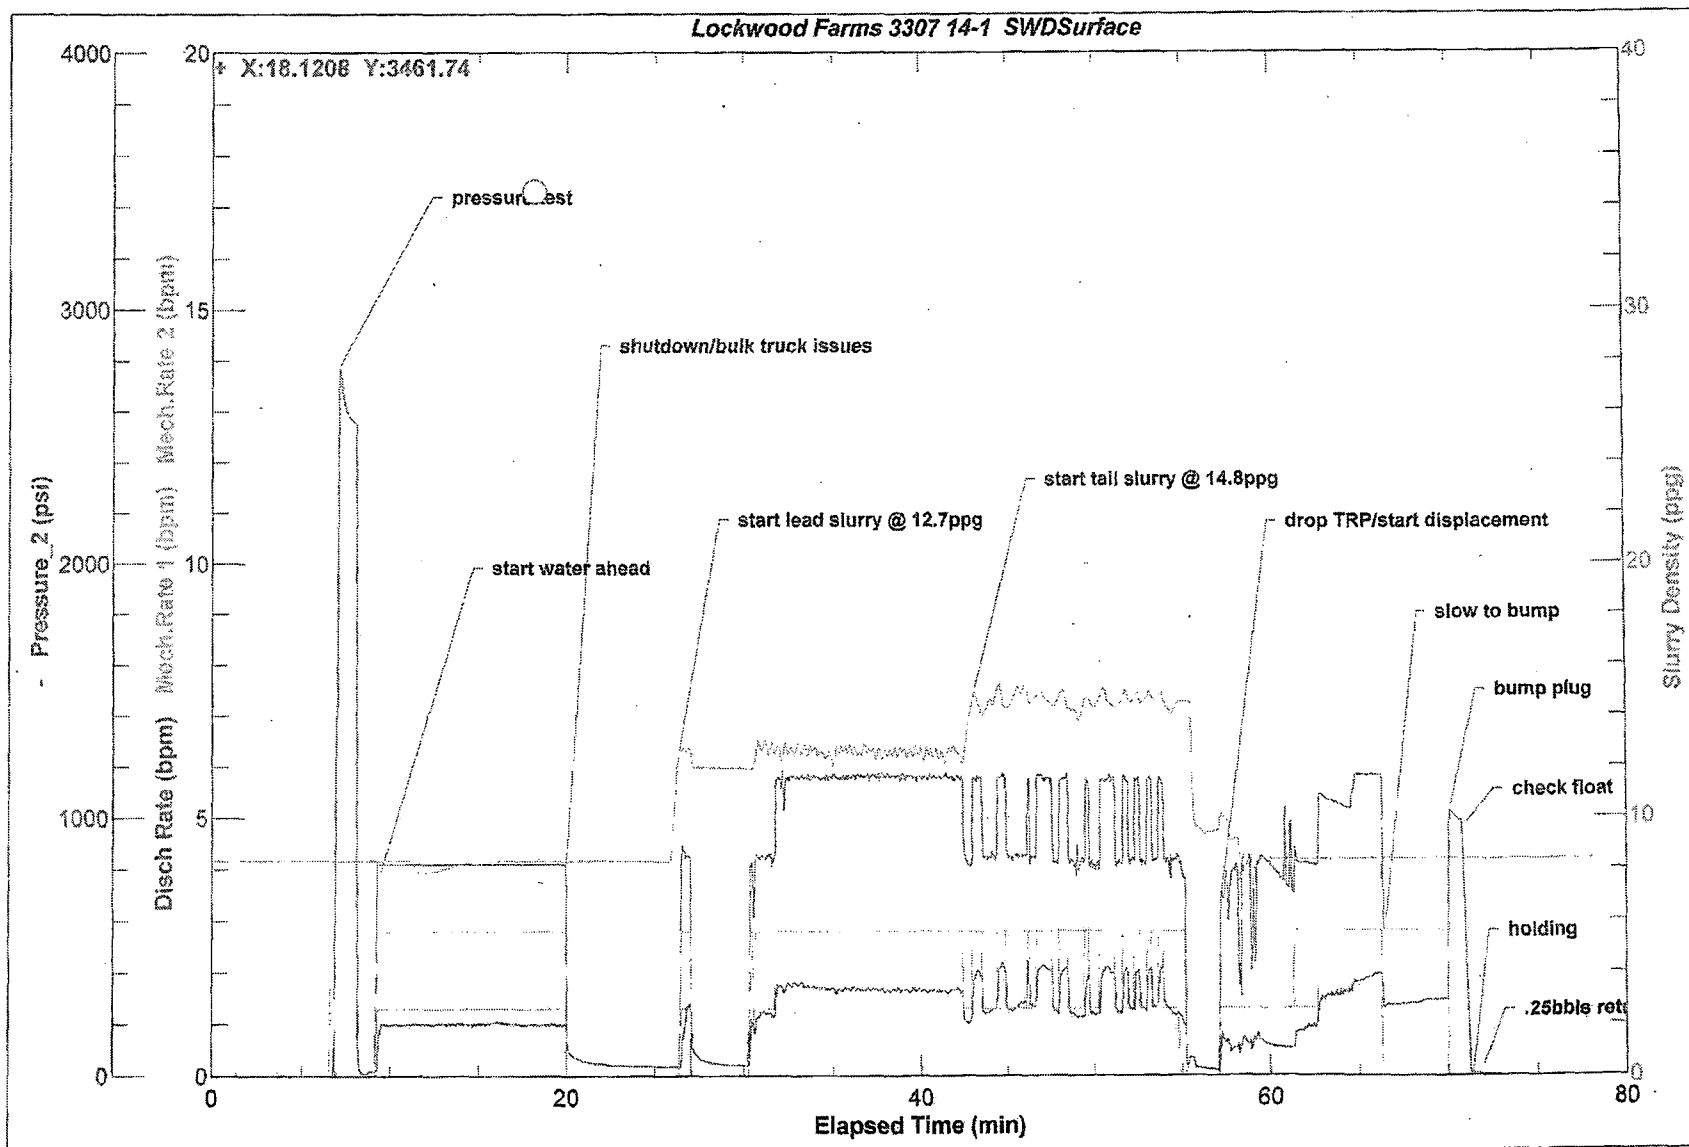 Lockwood Farms 3307 14-1 SWDSurface
+ X:18.1208 Y:3461.74
4000
3000
2000
1000
0
- Pressure_2 (psi)
20
15
10
5
0
Disch Rate (bpm) Mech.Rate 1 (bpm) Mech.Rate 2 (bpm)
40
30
20
10
0
Slurry Density (ppg)
pressure test
shutdown/bulk truck issues
start tail slurry @ 14.8ppg
start lead slurry @ 12.7ppg
drop TRP/start displacement
start water ahead
slow to bump
bump plug
check float
holding
.25bbls retu
0
20
40
60
80
Elapsed Time (min)